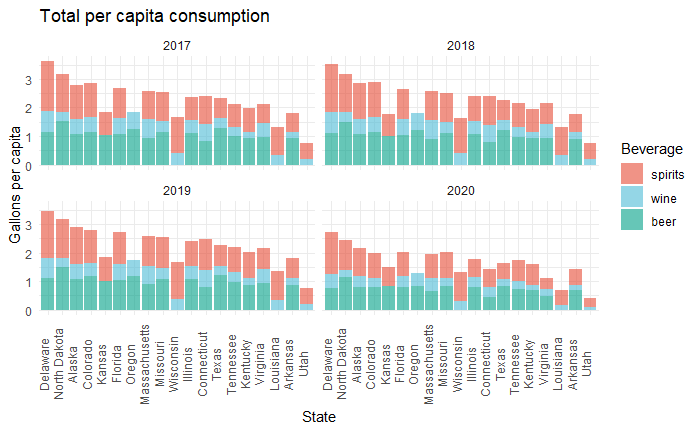 Total per capita consumption
2017
2018
3
2
1
0
2019
2020
3
2
1
0
Gallons per capita
Delaware
North Dakota
Alaska
Colorado
Kansas
Florida
Oregon
Massachusetts
Missouri
Wisconsin
Illinois
Connecticut
Texas
Tennessee
Kentucky
Virginia
Louisiana
Arkansas
Utah
Delaware
North Dakota
Alaska
Colorado
Kansas
Florida
Oregon
Massachusetts
Missouri
Wisconsin
Illinois
Connecticut
Texas
Tennessee
Kentucky
Virginia
Louisiana
Arkansas
Utah
State
Beverage
spirits
wine
beer